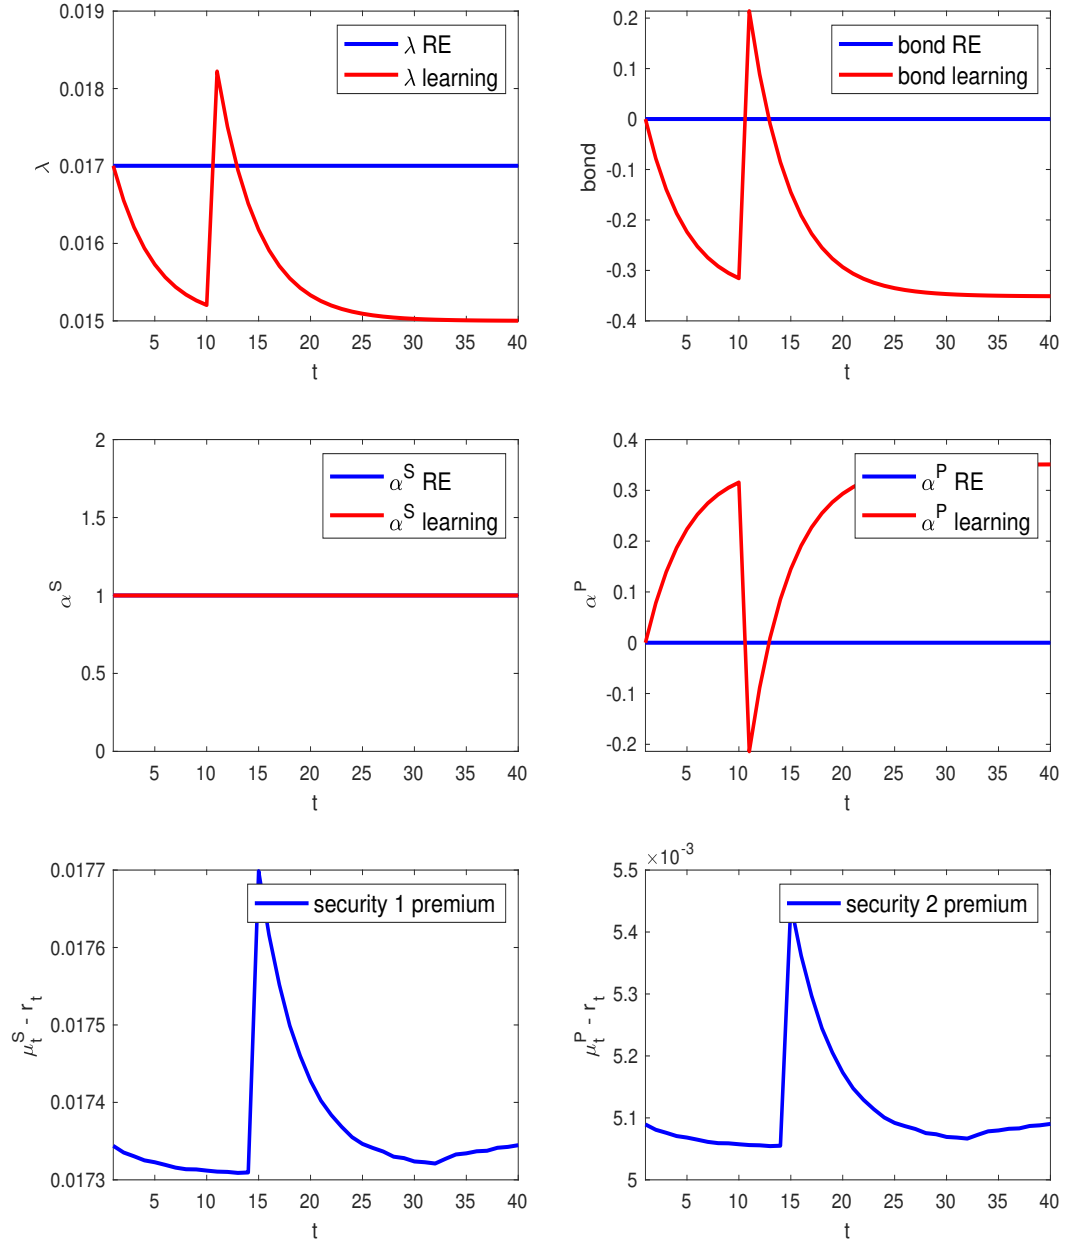 0.019
λ RE
λ learning
0.018
λ
0.017
0.016
0.015
5 10 15 20 25 30 35 40
t
bond RE
bond learning
0.2
0.1
0
bond
-0.1
-0.2
-0.3
-0.4
5 10 15 20 25 30 35 40
t
2
α^S RE
α^S learning
1.5
α^S
1
0.5
0
5 10 15 20 25 30 35 40
t
0.4
α^P RE
α^P learning
0.3
0.2
0.1
α^P
0
-0.1
-0.2
5 10 15 20 25 30 35 40
t
0.0177
security 1 premium
0.0176
0.0175
μ_t^S - r_t
0.0174
0.0173
5 10 15 20 25 30 35 40
t
×10^-3
5.5
security 2 premium
5.4
5.3
μ_t^P - r_t
5.2
5.1
5
5 10 15 20 25 30 35 40
t